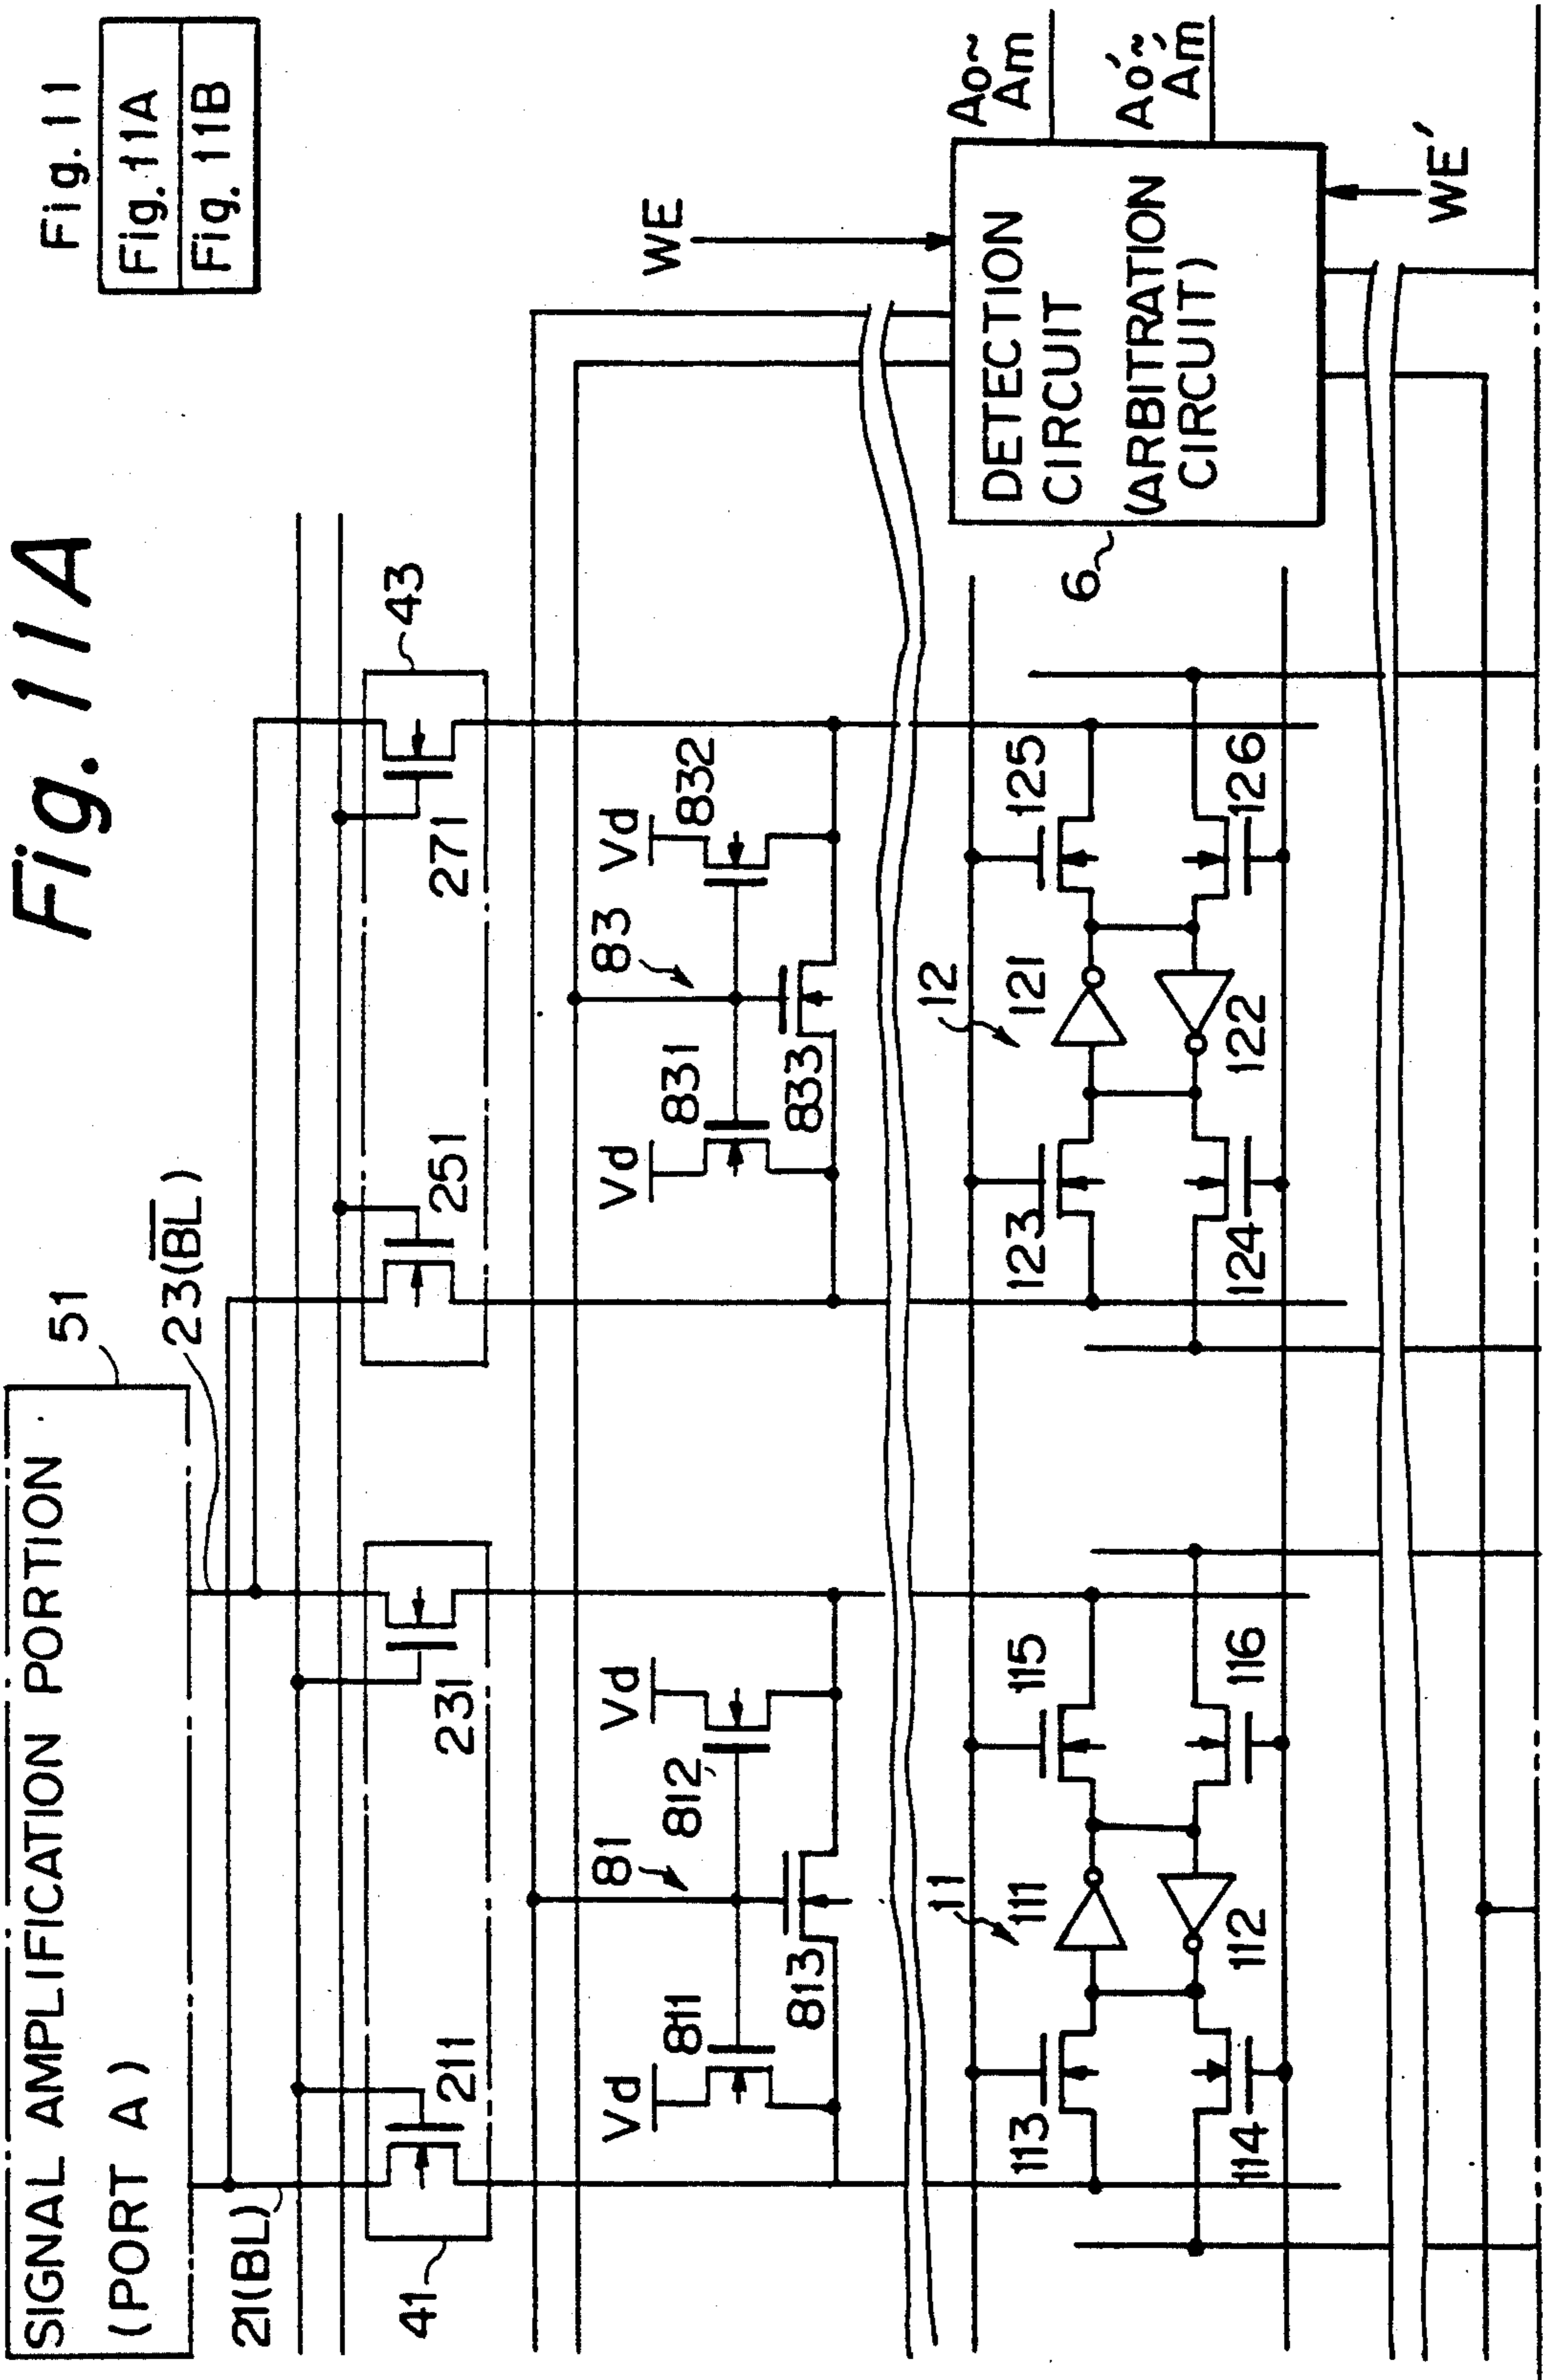 Fig. 11A
Fig. 11
Fig. 11A
Fig. 11B
SIGNAL AMPLIFICATION PORTION
(PORT A)
51
21(BL)
23(BL)
41
211
231
251
271
43
Vd
811
81
812
Vd
813
Vd
831
83
832
Vd
833
WE
113
11
111
115
114
112
116
123
12
121
125
124
122
126
6
DETECTION
CIRCUIT
(ARBITRATION
CIRCUIT)
Ao~
Am
Ao'~,
Am'
WE'